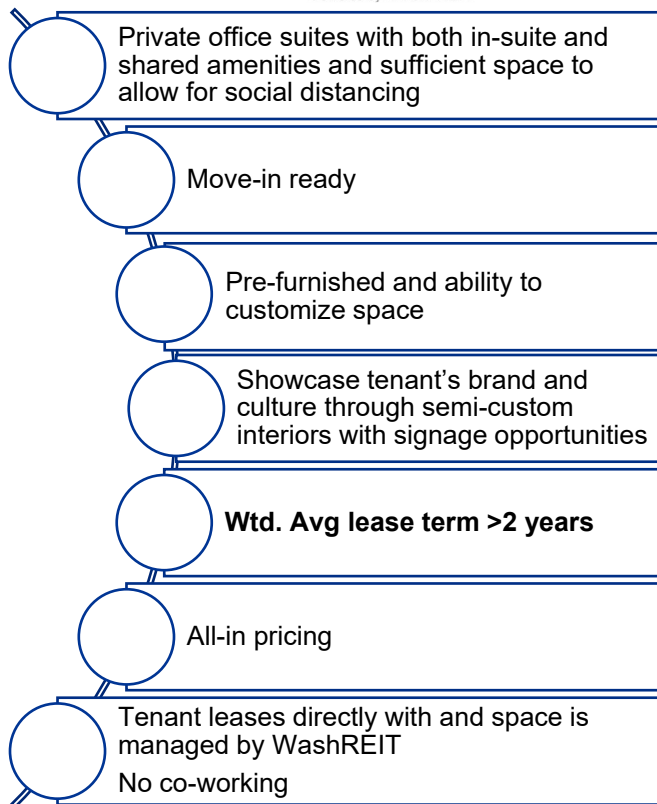 Private office suites with both in-suite and
shared amenities and sufficient space to
allow for social distancing
Move-in ready
Pre-furnished and ability to
customize space
Showcase tenant’s brand and
culture through semi-custom
interiors with signage opportunities
Wtd. Avg lease term >2 years
All-in pricing
Tenant leases directly with and space is
managed by WashREIT
No co-working